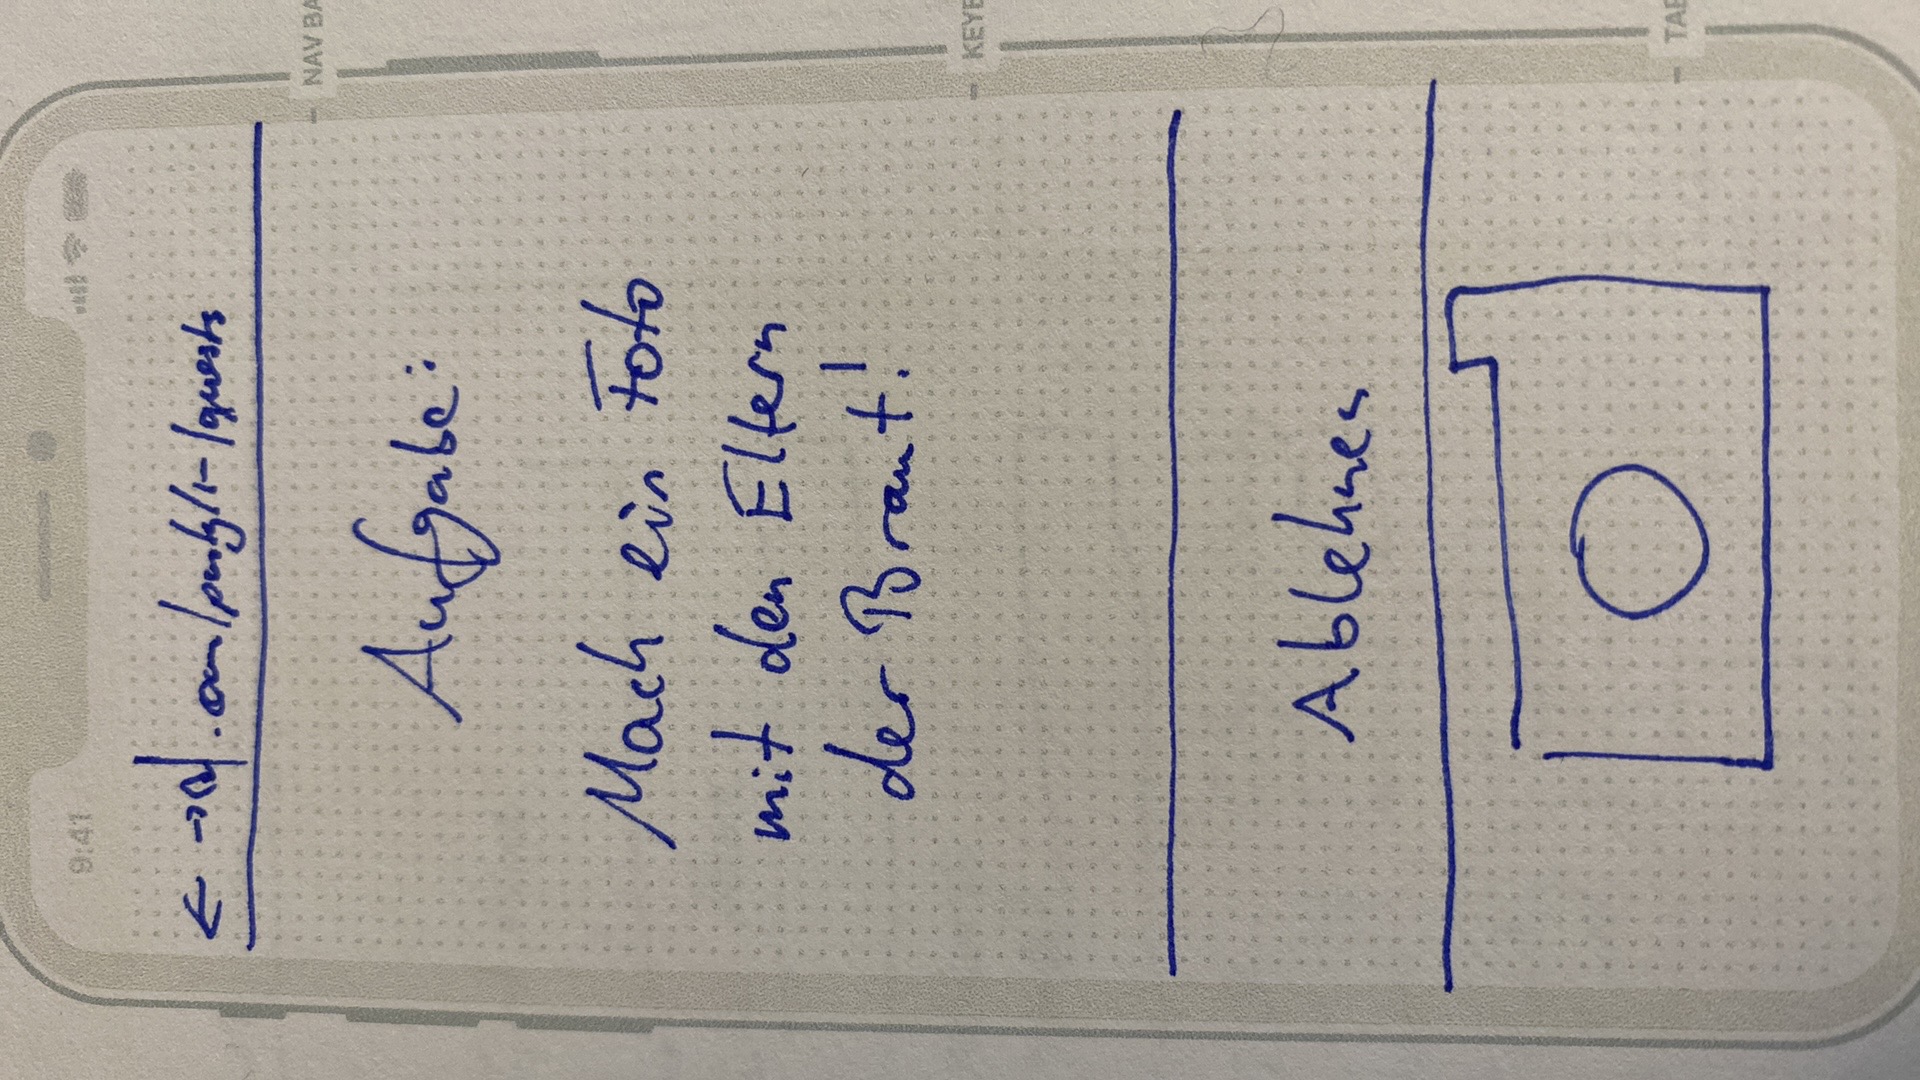 9:41
← → .com/party/ /guests
NAV BA
Aufgabe:
Mach ein Foto
mit den Eltern
der Braut!
KEYB
Ablehnen
TAB